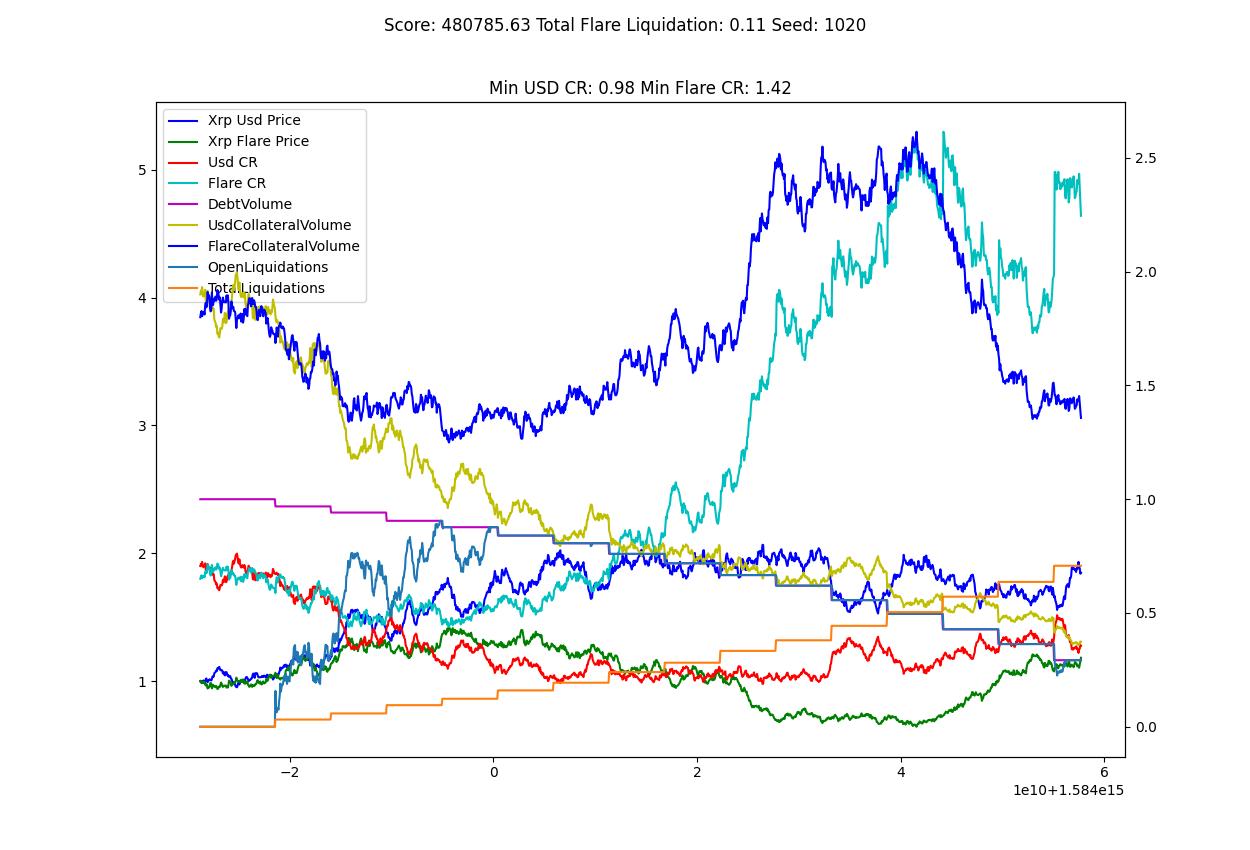 Score: 480785.63 Total Flare Liquidation: 0.11 Seed: 1020
Min USD CR: 0.98 Min Flare CR: 1.42
Xrp Usd Price
Xrp Flare Price
Usd CR
Flare CR
DebtVolume
UsdCollateralVolume
FlareCollateralVolume
OpenLiquidations
TotalLiquidations
5
4
3
2
1
2.5
2.0
1.5
1.0
0.5
0.0
−2
0
2
4
6
1e10+1.584e15